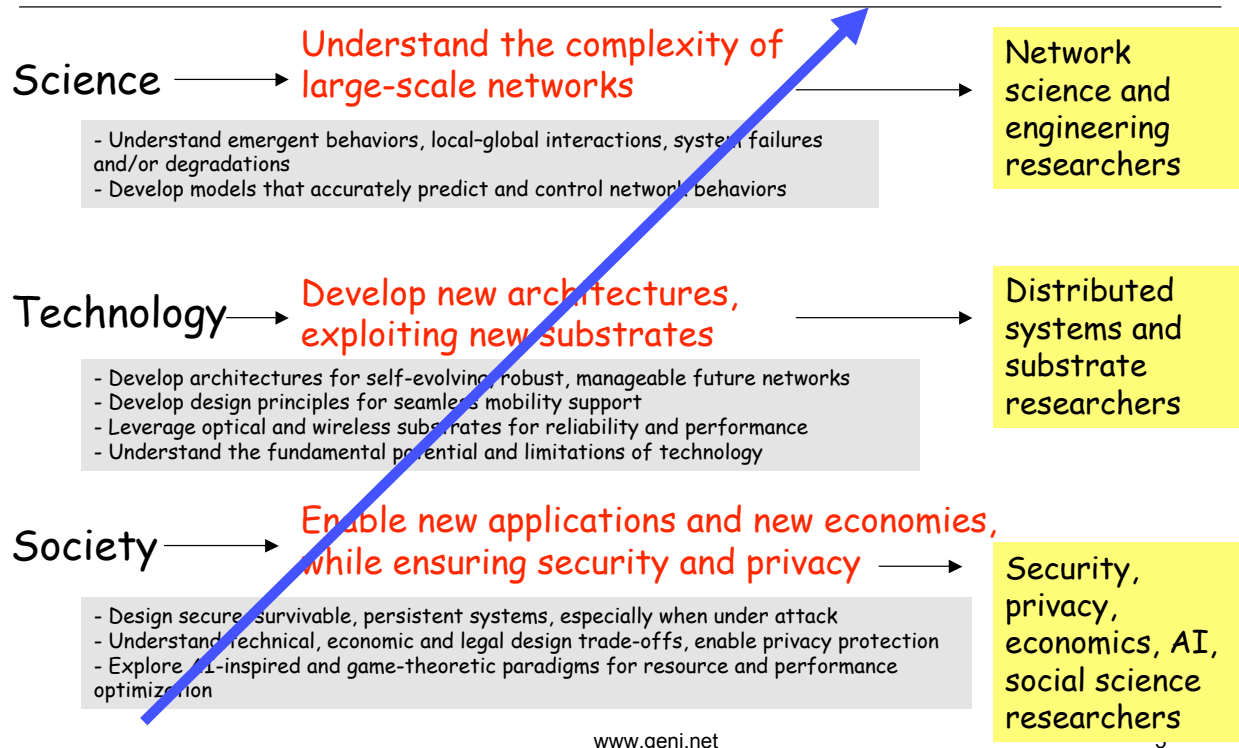 Science
Understand the complexity of
large-scale networks
Network
science and
engineering
researchers
- Understand emergent behaviors, local-global interactions, system failures
and/or degradations
- Develop models that accurately predict and control network behaviors
Technology
Develop new architectures,
exploiting new substrates
Distributed
systems and
substrate
researchers
- Develop architectures for self-evolving, robust, manageable future networks
- Develop design principles for seamless mobility support
- Leverage optical and wireless substrates for reliability and performance
- Understand the fundamental potential and limitations of technology
Society
Enable new applications and new economies,
while ensuring security and privacy
Security,
privacy,
economics, AI,
social science
researchers
- Design secure, survivable, persistent systems, especially when under attack
- Understand technical, economic and legal design trade-offs, enable privacy protection
- Explore AI-inspired and game-theoretic paradigms for resource and performance
optimization
www.geni.net